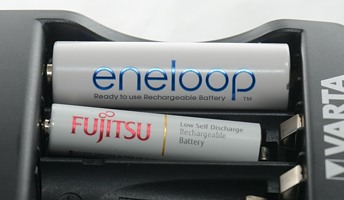 eneloop
Ready to use Rechargeable Battery ™
FUJITSU
Low Self Discharge
Rechargeable
Battery
VARTA